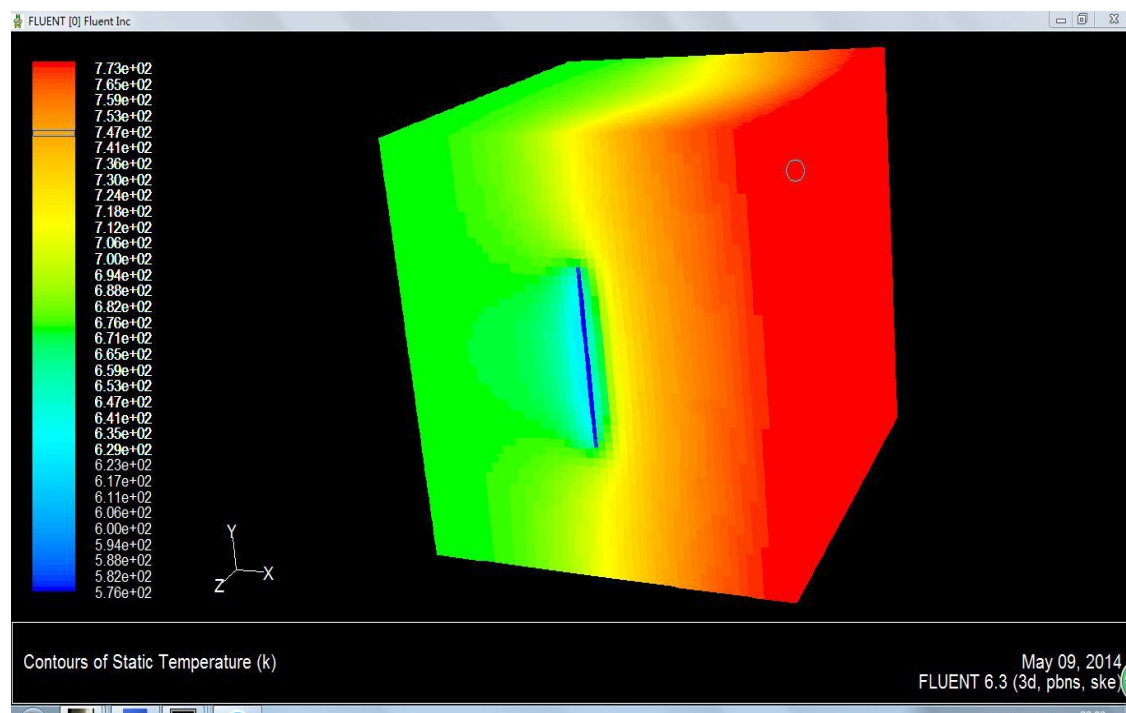 FLUENT [0] Fluent Inc
7.73e+02
7.65e+02
7.59e+02
7.53e+02
7.47e+02
7.41e+02
7.36e+02
7.30e+02
7.24e+02
7.18e+02
7.12e+02
7.06e+02
7.00e+02
6.94e+02
6.88e+02
6.82e+02
6.76e+02
6.71e+02
6.65e+02
6.59e+02
6.53e+02
6.47e+02
6.41e+02
6.35e+02
6.29e+02
6.23e+02
6.17e+02
6.11e+02
6.06e+02
6.00e+02
5.94e+02
5.88e+02
5.82e+02
5.76e+02
Y
Z
X
Contours of Static Temperature (k)
May 09, 2014
FLUENT 6.3 (3d, pbns, ske)